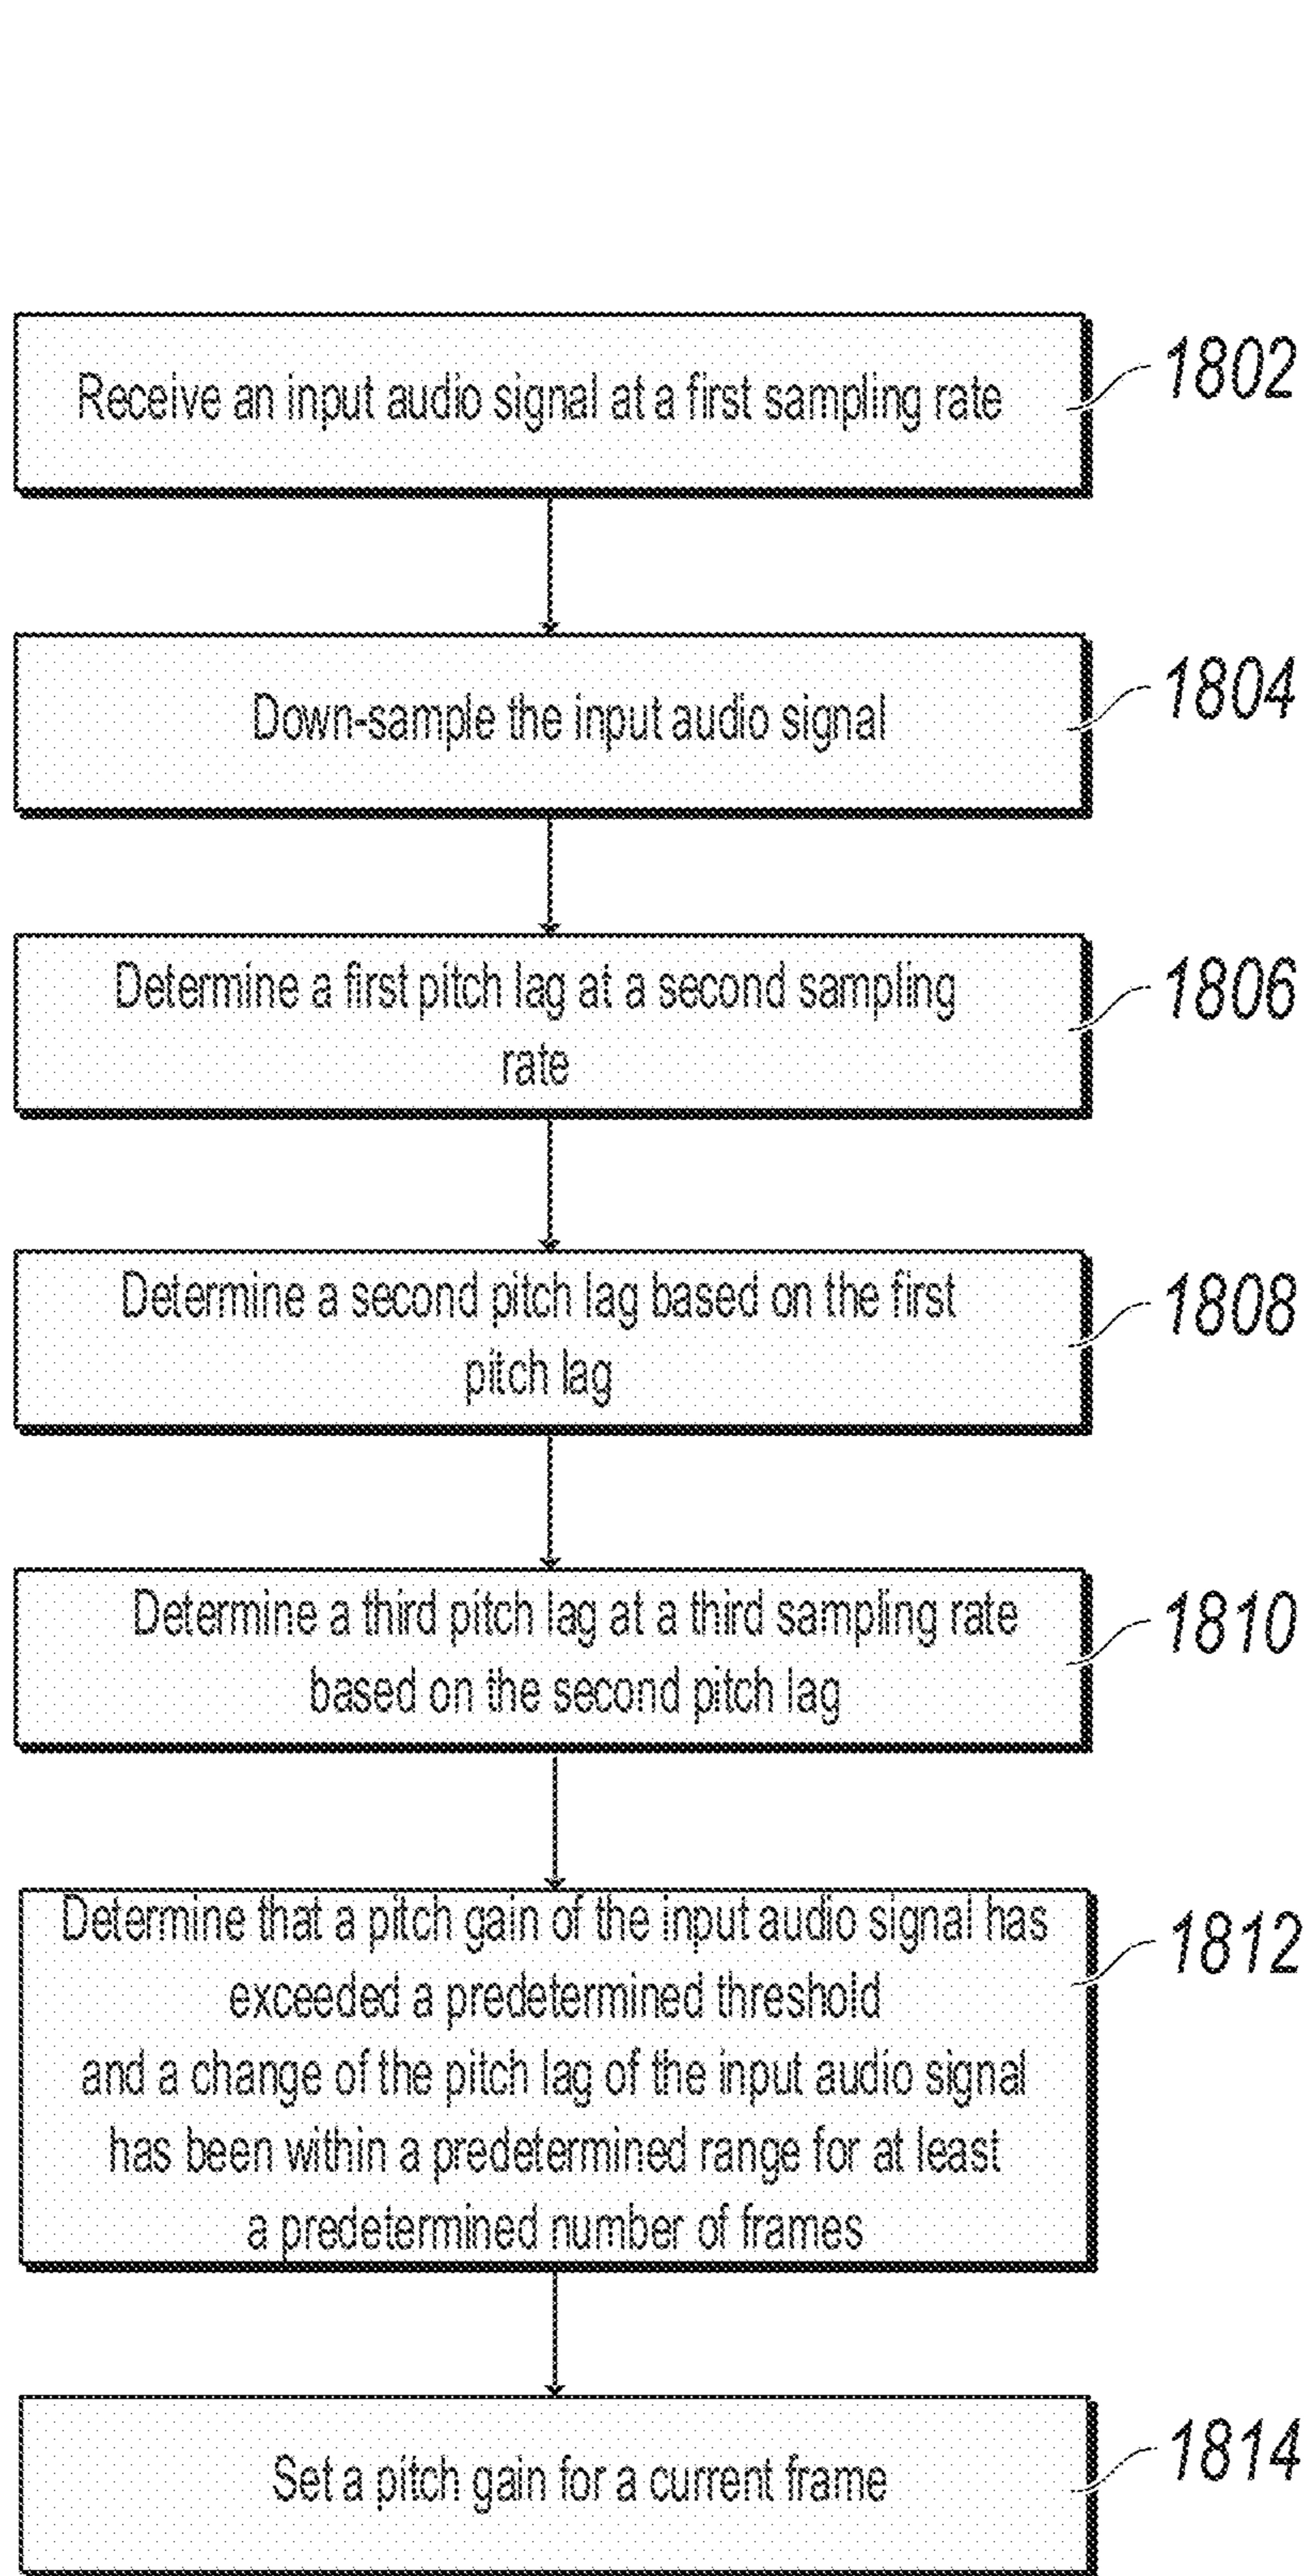 Receive an input audio signal at a first sampling rate
1802
Down-sample the input audio signal
1804
Determine a first pitch lag at a second sampling
rate
1806
Determine a second pitch lag based on the first
pitch lag
1808
Determine a third pitch lag at a third sampling rate
based on the second pitch lag
1810
Determine that a pitch gain of the input audio signal has
exceeded a predetermined threshold
and a change of the pitch lag of the input audio signal
has been within a predetermined range for at least
a predetermined number of frames
1812
Set a pitch gain for a current frame
1814